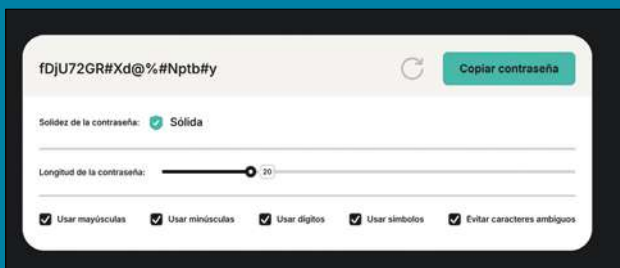 fDjU72GR#Xd@%#Nptb#y
Copiar contraseña
Solidez de la contraseña: Sólida
Longitud de la contraseña: 20
Usar mayúsculas Usar minúsculas Usar dígitos Usar símbolos Evitar caracteres ambiguos